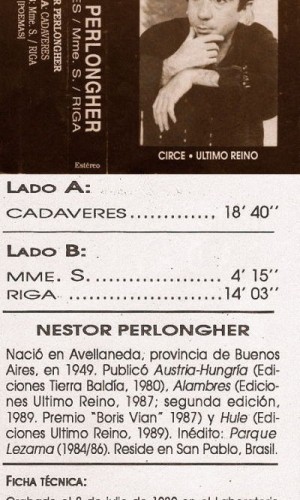 R PERLONGHER
A: CADAVERES
: Mme. S. / RIGA
[POEMAS]
PERLONGHER
ES / Mme. S. / RIGA
Estéreo
CIRCE • ULTIMO REINO
LADO A:
CADAVERES.............. 18' 40"
LADO B:
MME. S. .................... 4' 15"
RIGA ........................14' 03"
NESTOR PERLONGHER
Nació en Avellaneda, provincia de Buenos
Aires, en 1949. Publicó Austria-Hungría (Edi-
ciones Tierra Baldía, 1980), Alambres (Edicio-
nes Ultimo Reino, 1987; segunda edición,
1989. Premio "Boris Vian" 1987) y Hule (Edi-
ciones Ultimo Reino, 1989). Inédito: Parque
Lezama (1984/86). Reside en San Pablo, Brasil.
FICHA TÉCNICA: